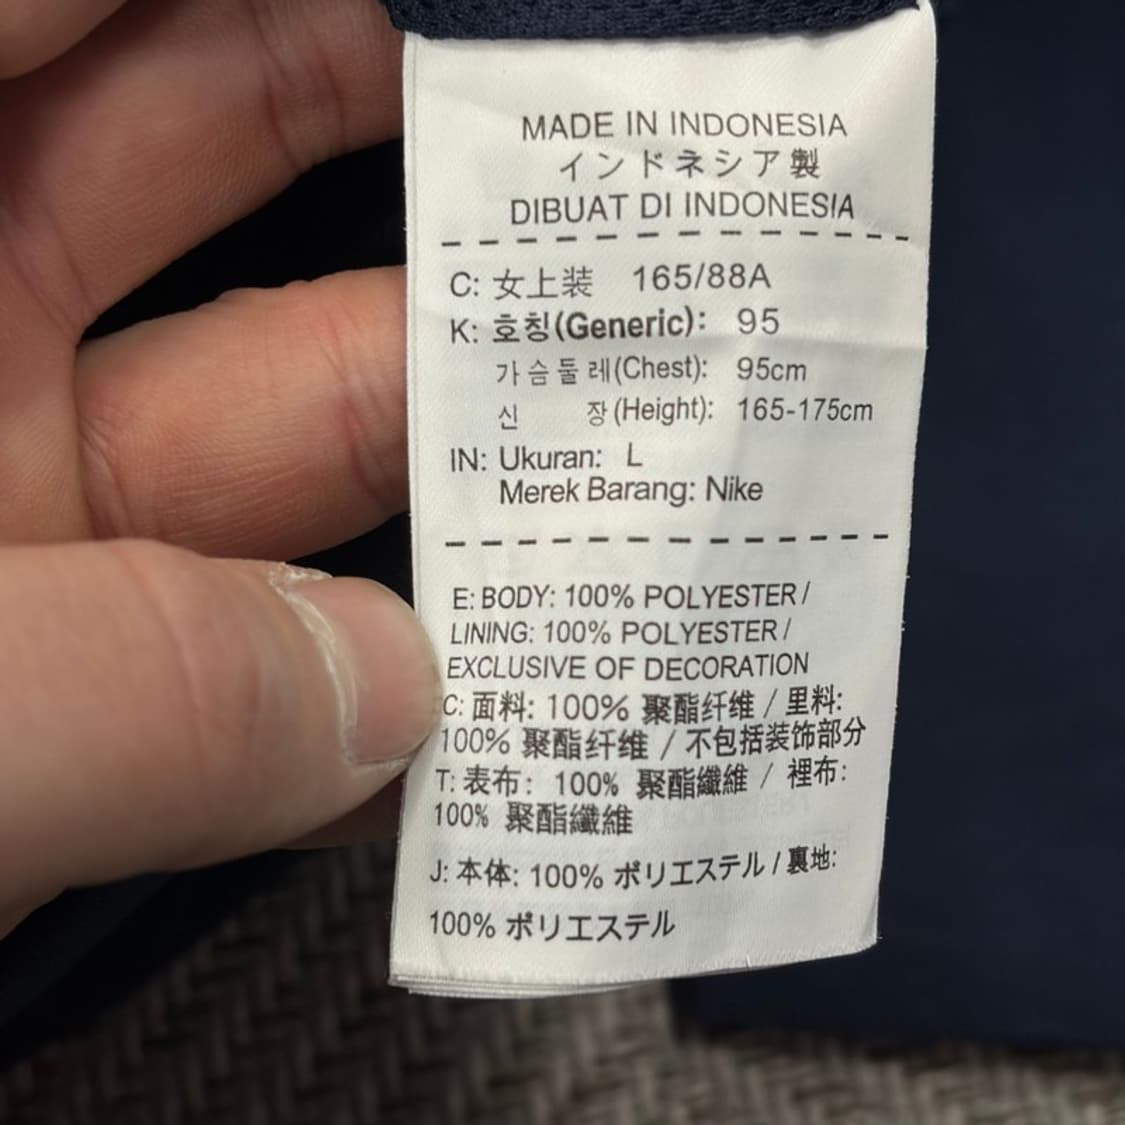 MADE IN INDONESIA
インドネシア製
DIBUAT DI INDONESIA
C: 女上装 165/88A
K: 호칭(Generic): 95
가슴둘레(Chest): 95cm
신 장(Height): 165-175cm
IN: Ukuran: L
Merek Barang: Nike
E: BODY: 100% POLYESTER /
LINING: 100% POLYESTER /
EXCLUSIVE OF DECORATION
C: 面料: 100% 聚酯纤维 / 里料:
100% 聚酯纤维 / 不包括装饰部分
T: 表布: 100% 聚酯纖維 / 裡布:
100% 聚酯纖維
J: 本体: 100% ポリエステル / 裏地:
100% ポリエステル